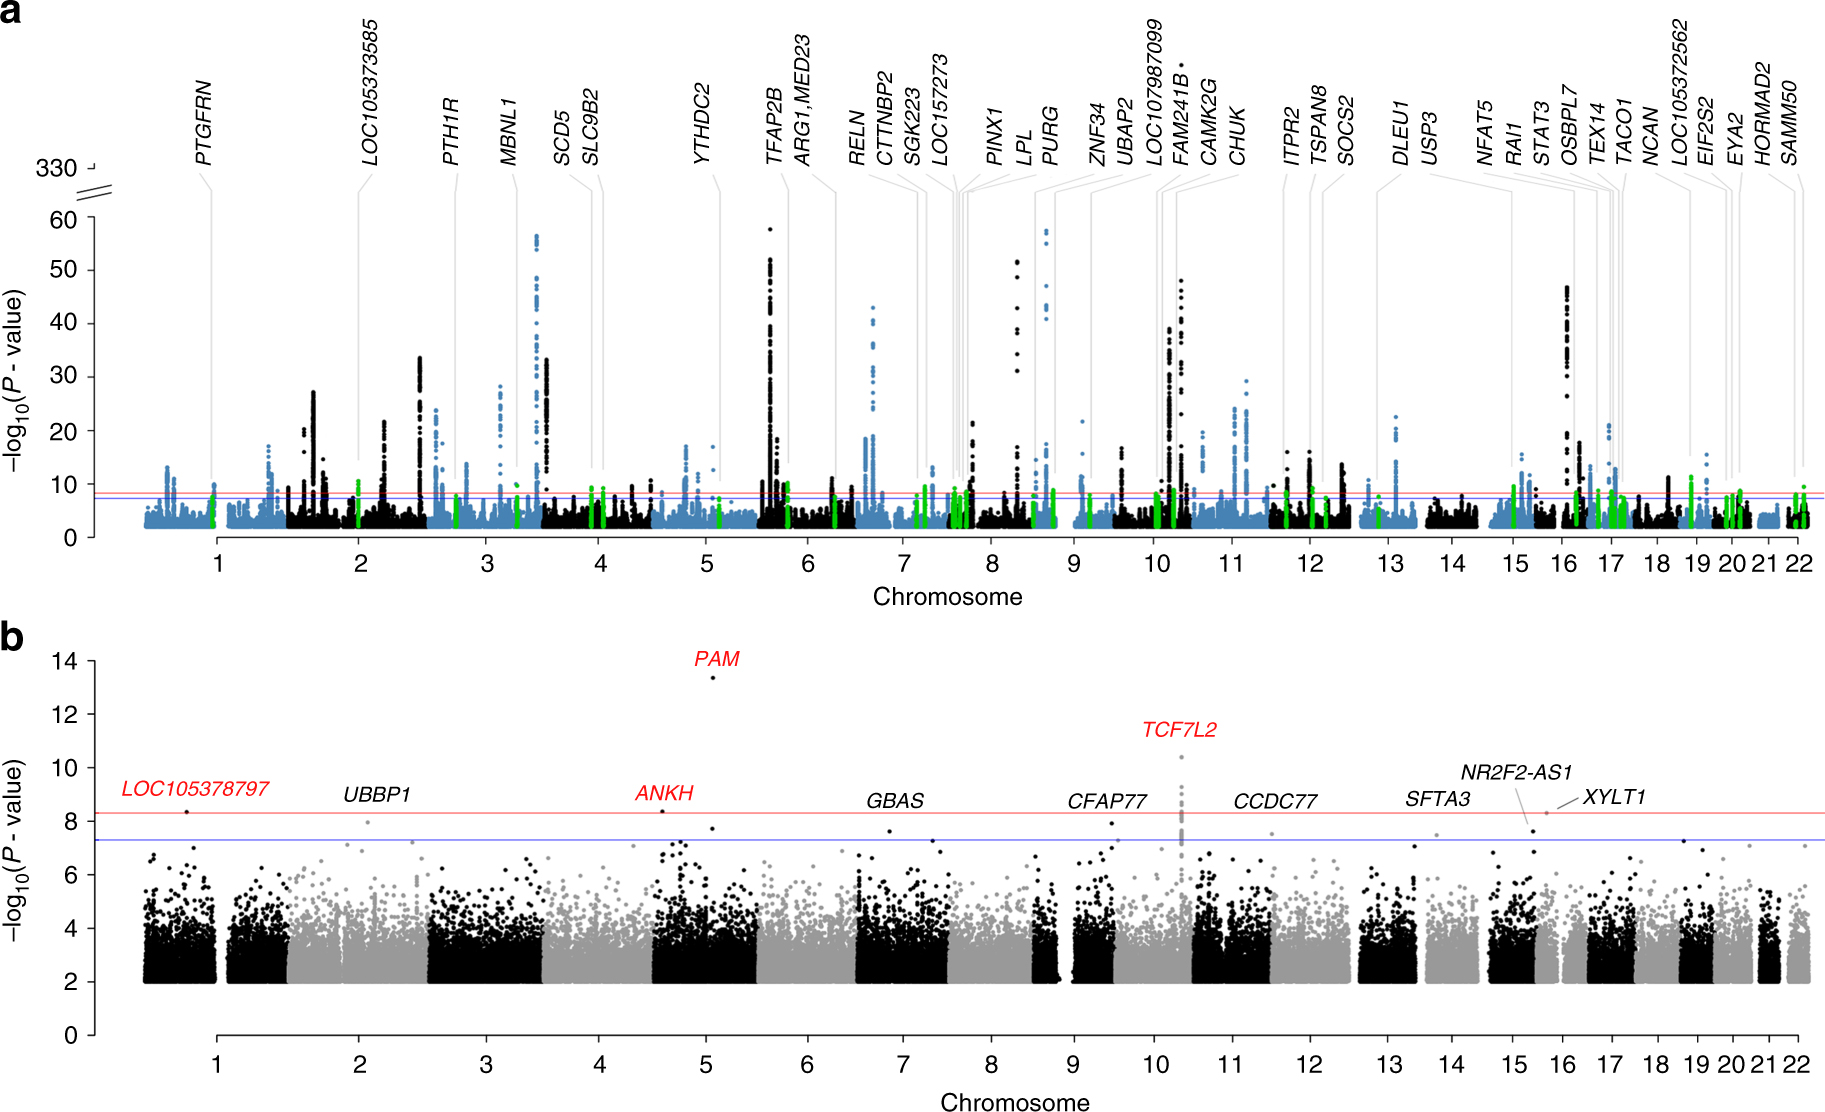 a
PTGFRN
LOC105373585
PTH1R
MBNL1
SCD5
SLC9B2
YTHDC2
TFAP2B
ARG1,MED23
RELN
CTTNBP2
SGK223
LOC157273
PINX1
LPL
PURG
ZNF34
UBAP2
LOC107987099
FAM241B
CAMK2G
CHUK
ITPR2
TSPAN8
SOCS2
DLEU1
USP3
NFAT5
RAI1
STAT3
OSBPL7
TEX14
TACO1
NCAN
LOC105372562
EIF2S2
EYA2
HORMAD2
SAMM50
330
60
50
40
30
20
10
0
–log10(P - value)
1 2 3 4 5 6 7 8 9 10 11 12 13 14 15 16 17 18 19 20 21 22
Chromosome
b
14
12
10
8
6
4
2
0
–log10(P - value)
PAM
TCF7L2
LOC105378797
UBBP1
ANKH
GBAS
CFAP77
CCDC77
SFTA3
NR2F2-AS1
XYLT1
1 2 3 4 5 6 7 8 9 10 11 12 13 14 15 16 17 18 19 20 21 22
Chromosome